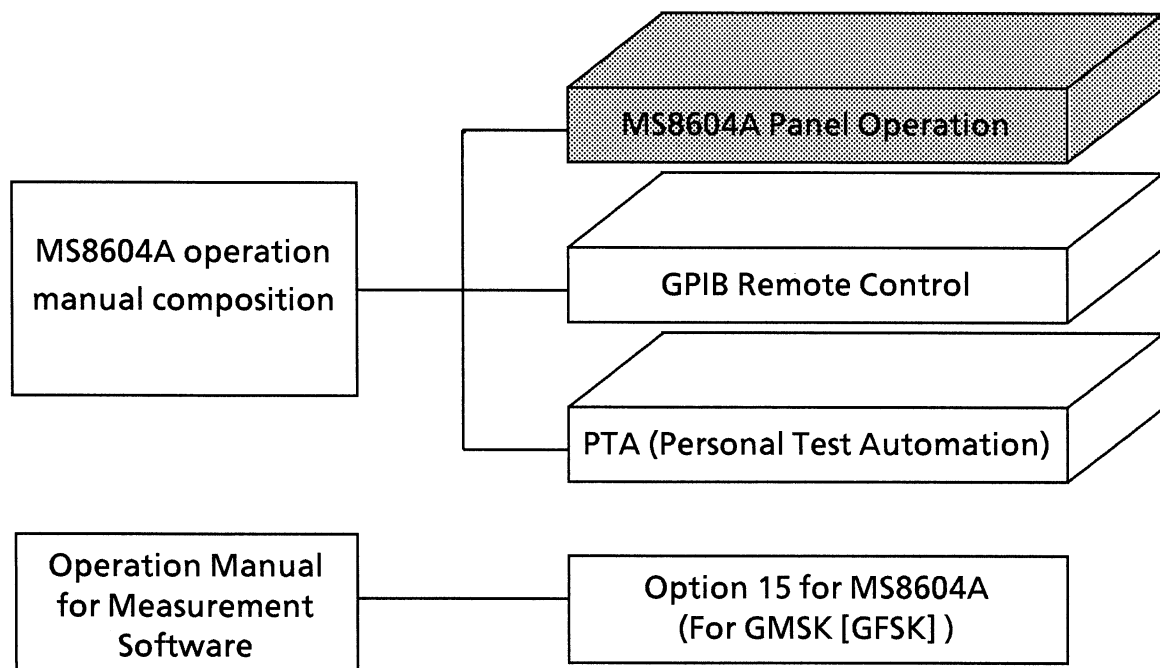 MS8604A Panel Operation
MS8604A operation
manual composition
GPIB Remote Control
PTA (Personal Test Automation)
Operation Manual
for Measurement
Software
Option 15 for MS8604A
(For GMSK [GFSK] )